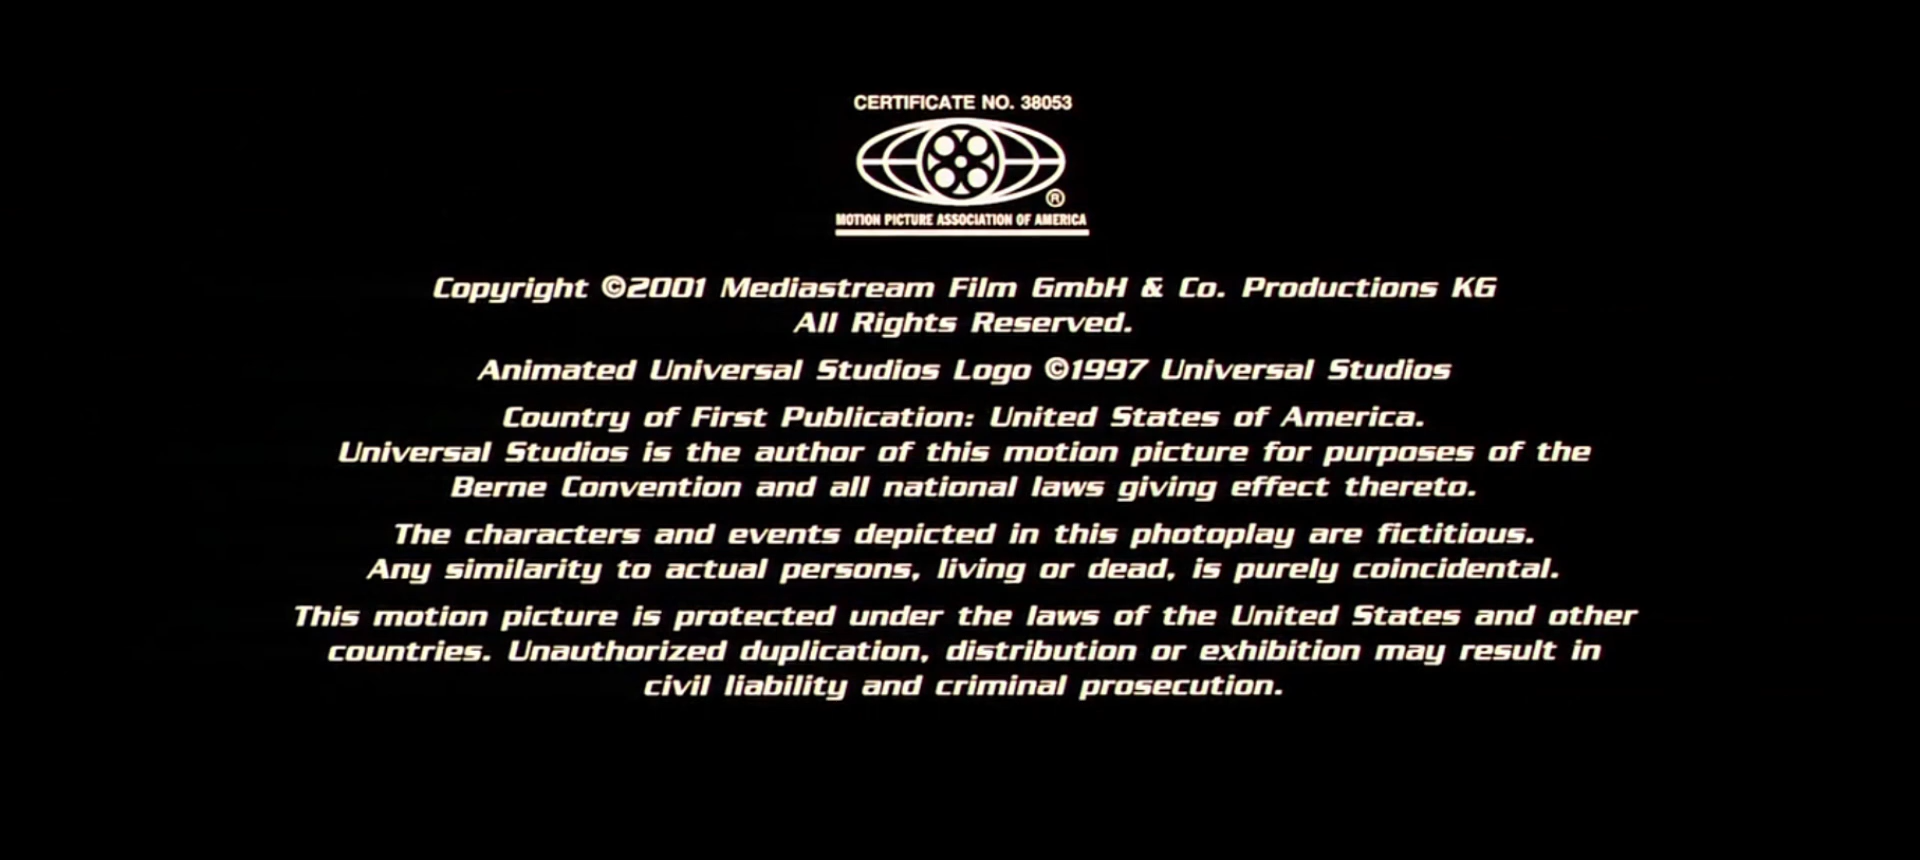 CERTIFICATE NO. 38053
®
MOTION PICTURE ASSOCIATION OF AMERICA
Copyright ©2001 Mediastream Film GmbH & Co. Productions KG
All Rights Reserved.
Animated Universal Studios Logo ©1997 Universal Studios
Country of First Publication: United States of America.
Universal Studios is the author of this motion picture for purposes of the
Berne Convention and all national laws giving effect thereto.
The characters and events depicted in this photoplay are fictitious.
Any similarity to actual persons, living or dead, is purely coincidental.
This motion picture is protected under the laws of the United States and other
countries. Unauthorized duplication, distribution or exhibition may result in
civil liability and criminal prosecution.